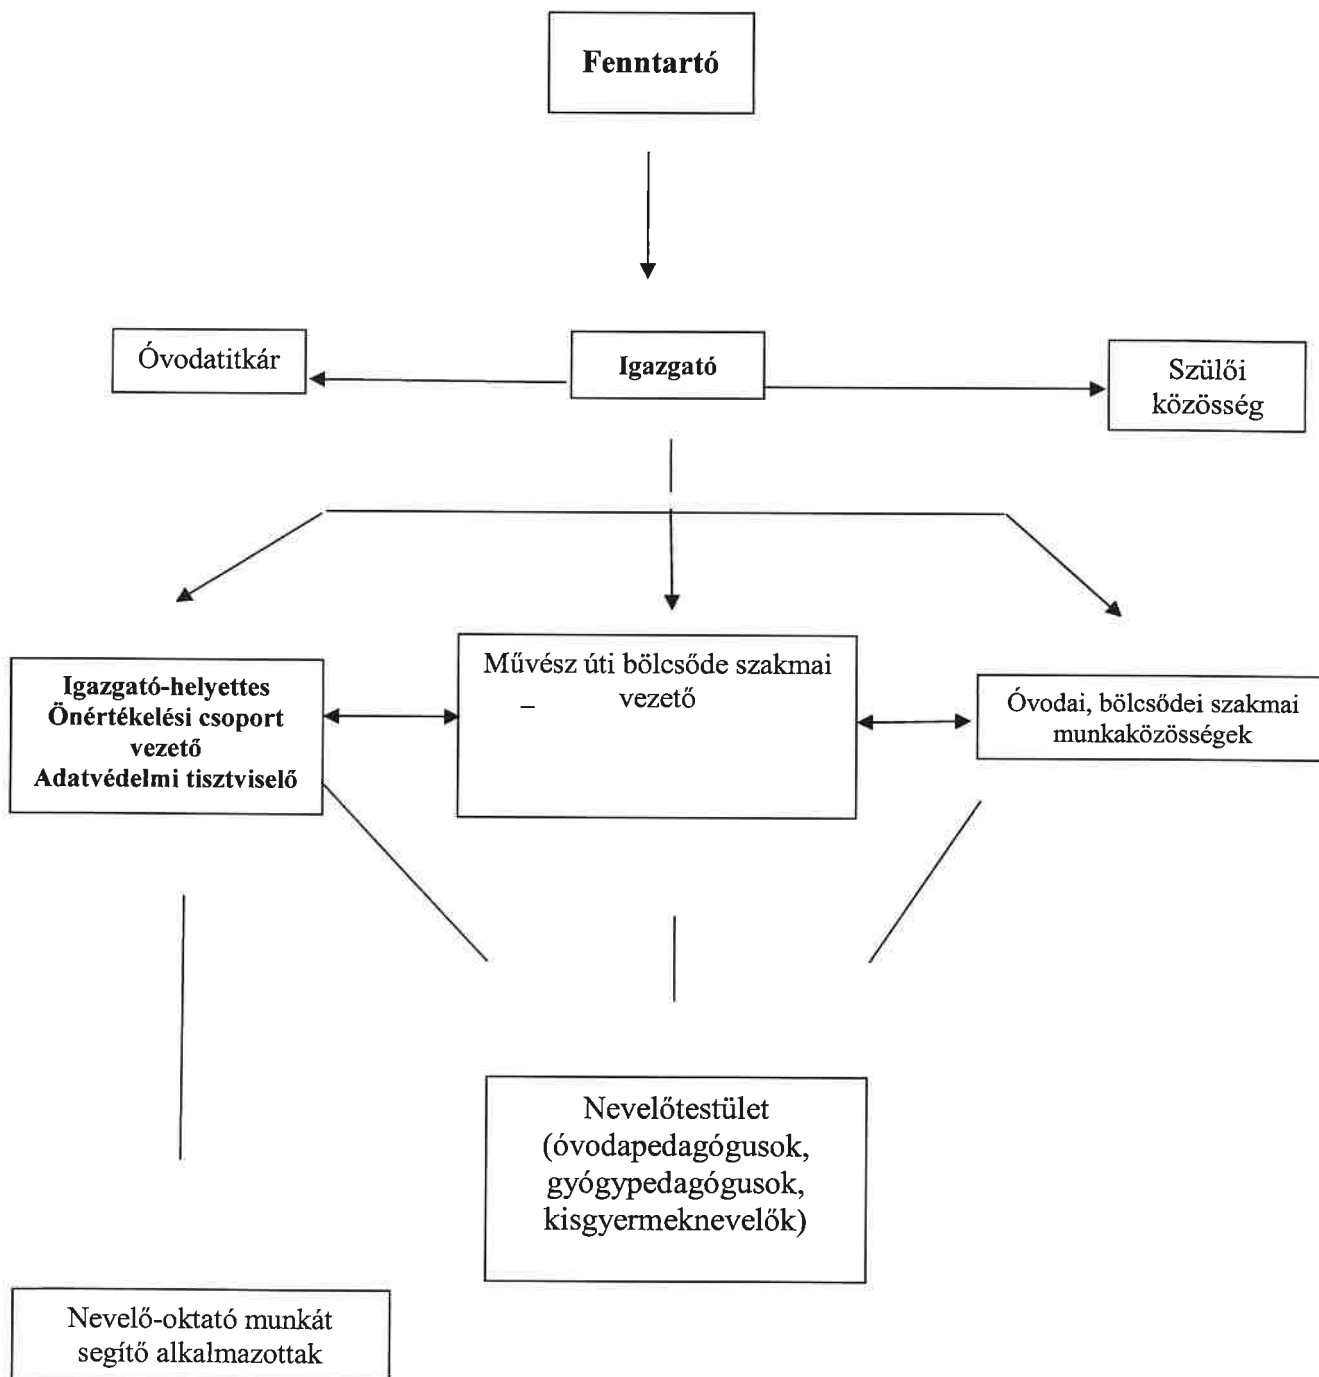 Fenntartó
Óvodatitkár
Igazgató
Szülői
közösség
Igazgató-helyettes
Önértékelési csoport
vezető
Adatvédelmi tisztviselő
Művész úti bölcsőde szakmai
_ vezető
Óvodai, bölcsődei szakmai
munkaközösségek
Nevelőtestület
(óvodapedagógusok,
gyógypedagógusok,
kisgyermeknevelők)
Nevelő-oktató munkát
segítő alkalmazottak